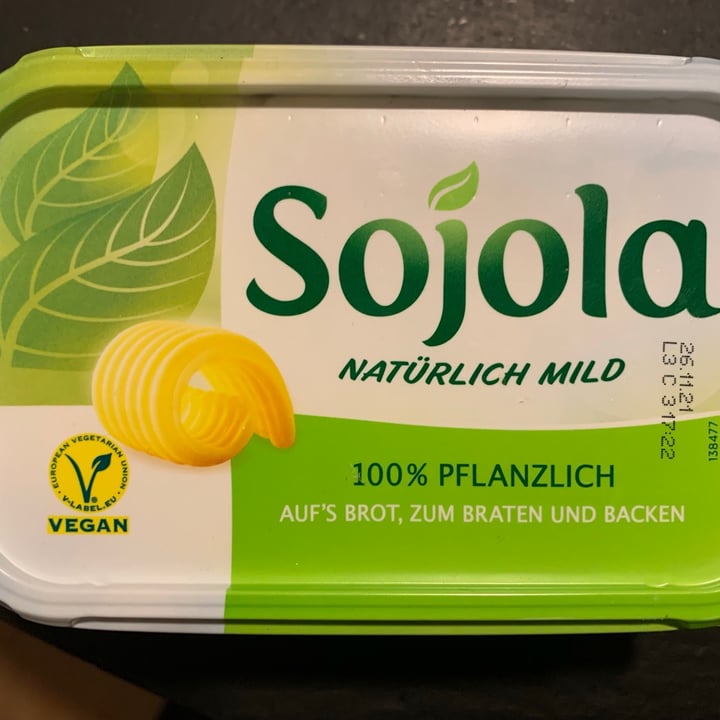 Sojola
NATÜRLICH MILD
26.11.21
L3 C 3 17:22
138477
100% PFLANZLICH
AUF'S BROT, ZUM BRATEN UND BACKEN
EUROPEAN VEGETARIAN UNION
V-LABEL.EU
VEGAN